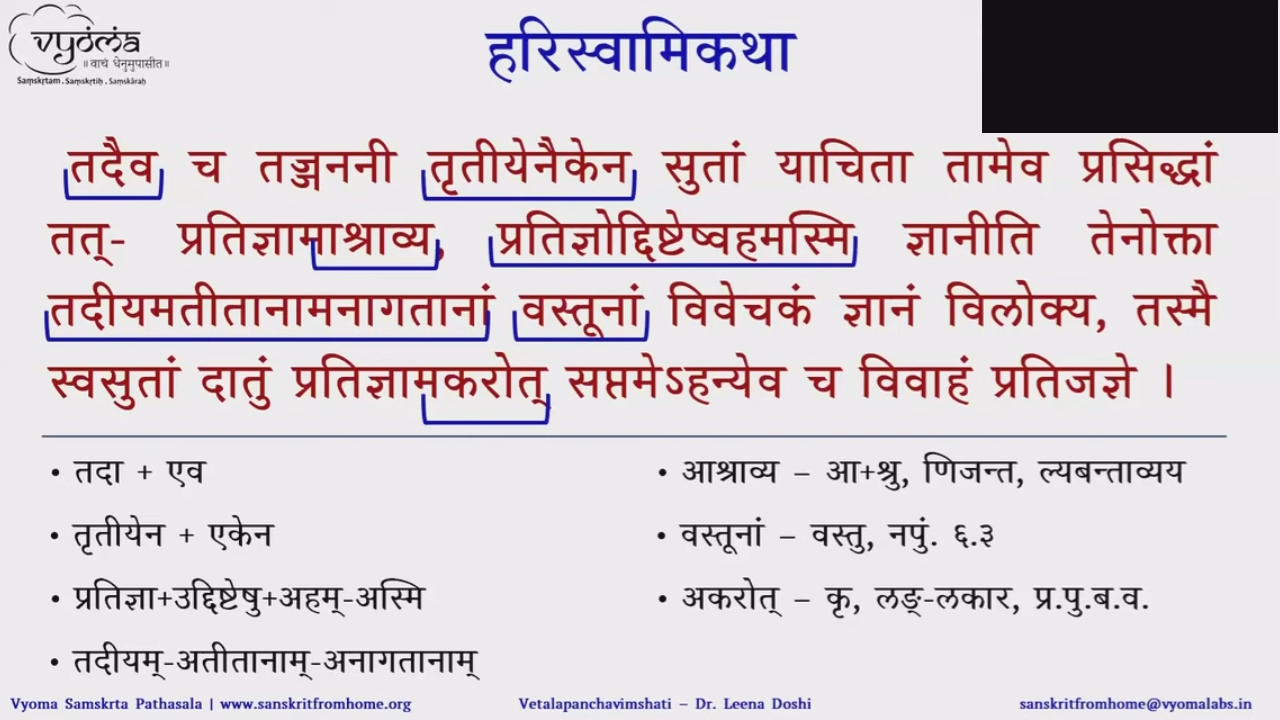 vyoma
॥ वाचं धेनुमुपासीत॥
Saṃskṛtam . Saṃskṛtiḥ . Saṃskāraḥ
हरिस्वामिकथा
तदैव च तज्जननी तृतीयेनैकेन सुतां याचिता तामेव प्रसिद्धां
तत्- प्रतिज्ञामाश्राव्य, प्रतिज्ञोद्दिष्टेष्वहमस्मि ज्ञानीति तेनोक्ता
तदीयमतीतानामनागतानां वस्तूनां विवेचकं ज्ञानं विलोक्य, तस्मै
स्वसुतां दातुं प्रतिज्ञामकरोत् सप्तमेऽहन्येव च विवाहं प्रतिजज्ञे ।
• तदा + एव
• तृतीयेन + एकेन
• प्रतिज्ञा+उद्दिष्टेषु+अहम्-अस्मि
• तदीयम्-अतीतानाम्-अनागतानाम्
• आश्राव्य – आ+श्रु, णिजन्त, ल्यबन्ताव्यय
• वस्तूनां – वस्तु, नपुं. ६.३
• अकरोत् – कृ, लङ्-लकार, प्र.पु.ब.व.
Vyoma Samskrta Pathasala | www.sanskritfromhome.org
Vetalapanchavimshati – Dr. Leena Doshi
sanskritfromhome@vyomalabs.in